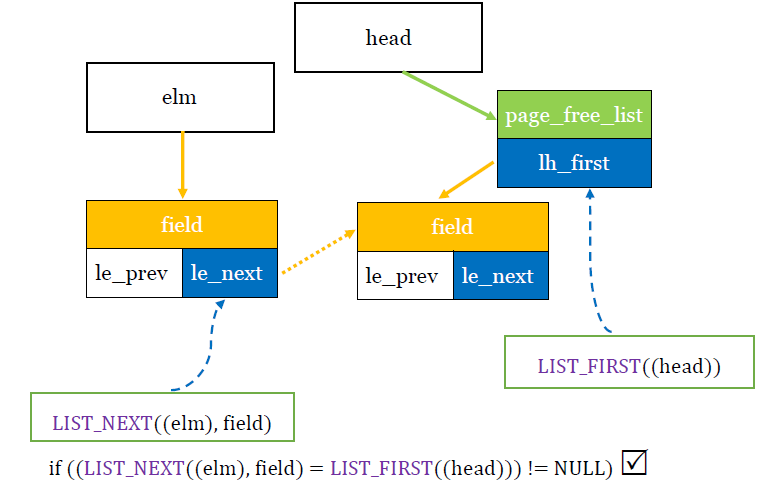 head
elm
page_free_list
lh_first
field
field
le_prev le_next
le_prev le_next
LIST_FIRST((head))
LIST_NEXT((elm), field)
if ((LIST_NEXT((elm), field) = LIST_FIRST((head))) != NULL) ☑